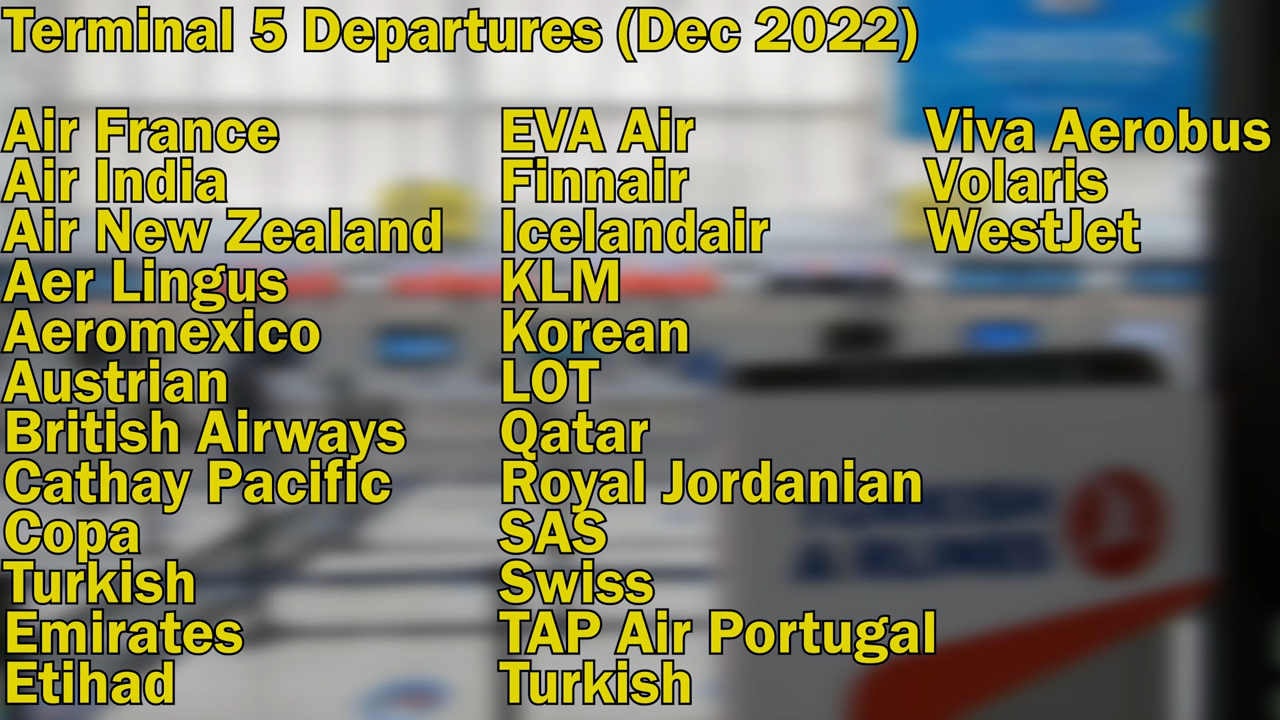 Terminal 5 Departures (Dec 2022)
Air France
Air India
Air New Zealand
Aer Lingus
Aeromexico
Austrian
British Airways
Cathay Pacific
Copa
Turkish
Emirates
Etihad
EVA Air
Finnair
Icelandair
KLM
Korean
LOT
Qatar
Royal Jordanian
SAS
Swiss
TAP Air Portugal
Turkish
Viva Aerobus
Volaris
WestJet